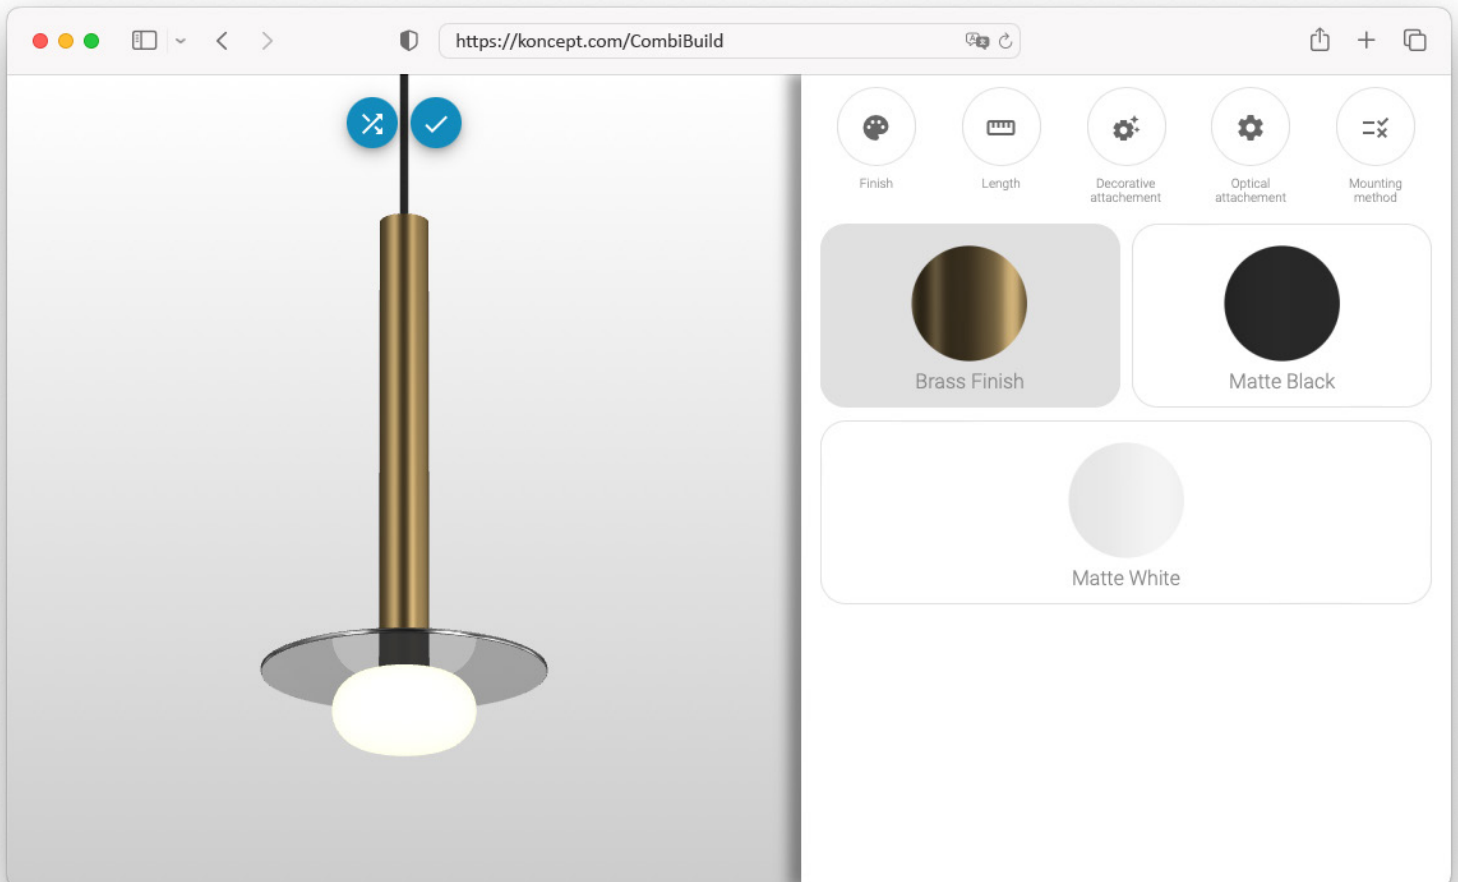 https://koncept.com/CombiBuild
Finish
Length
Decorative
attachement
Optical
attachement
Mounting
method
Brass Finish
Matte Black
Matte White